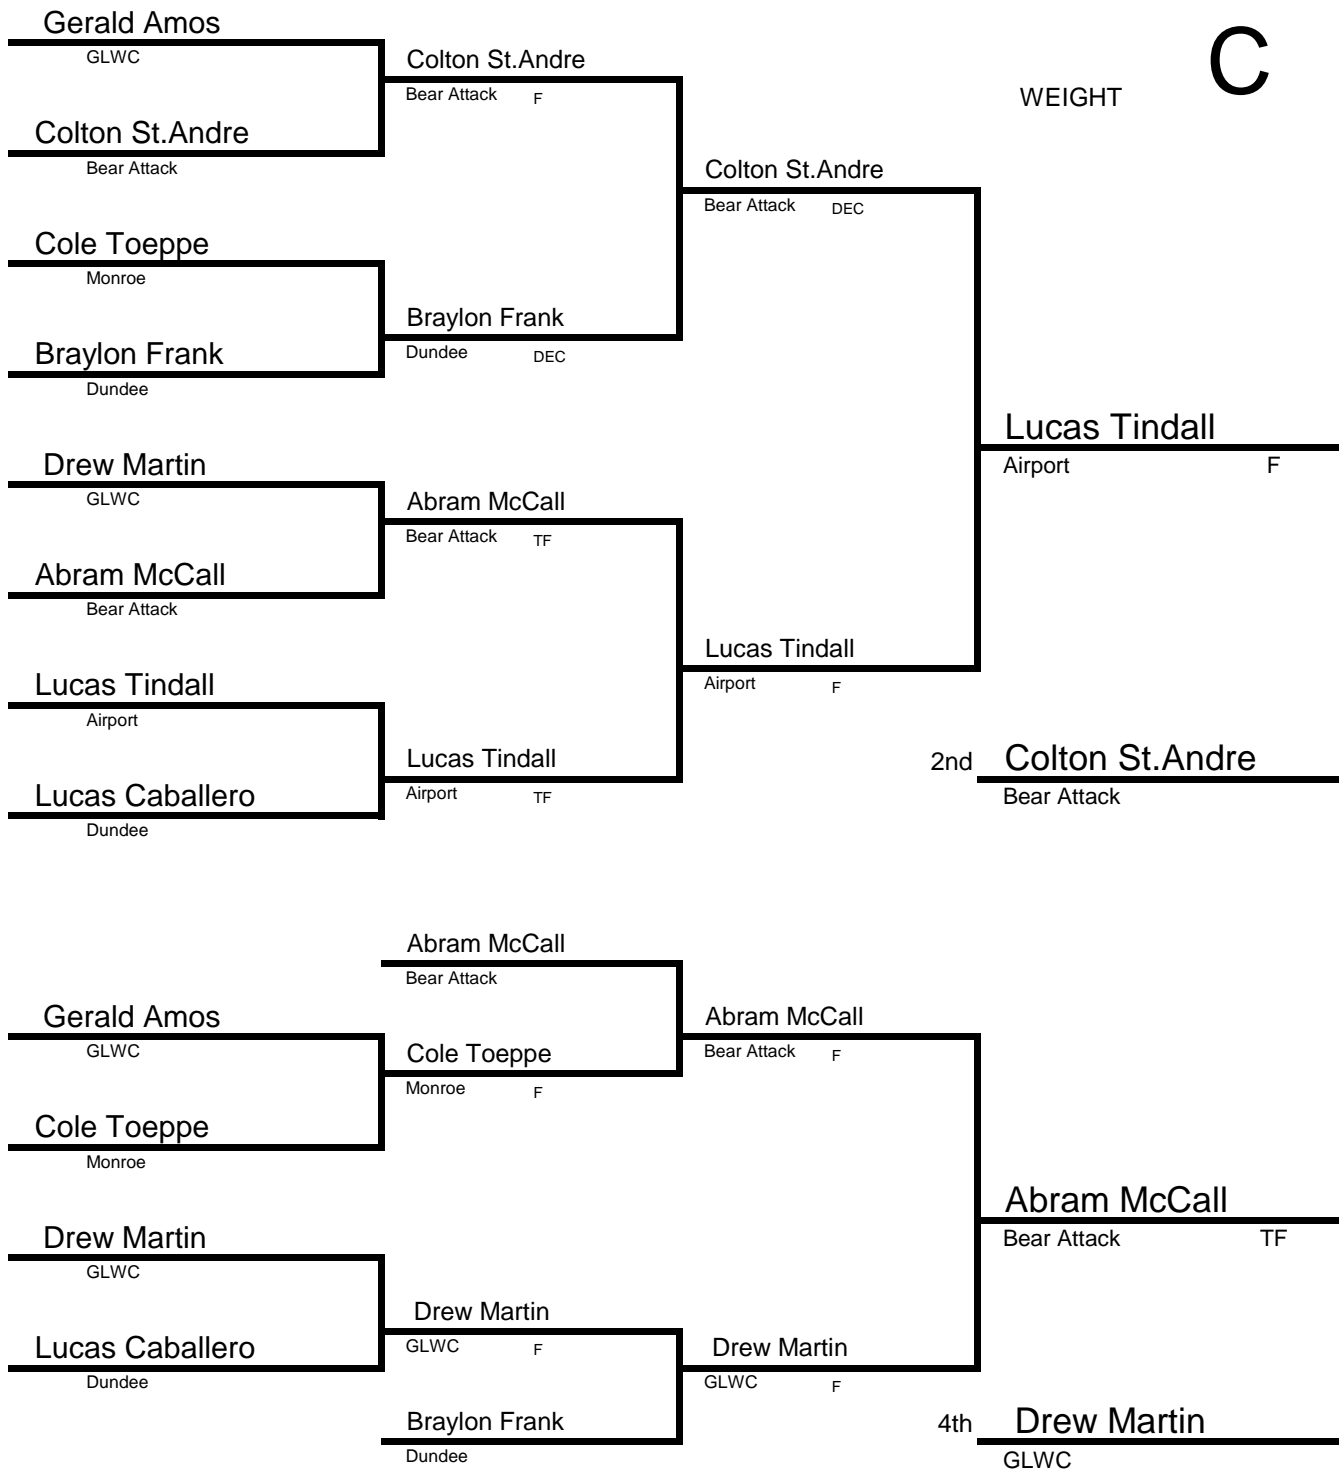 Gerald Amos
GLWC
Colton St.Andre
Bear Attack F
WEIGHT
C
Colton St.Andre
Bear Attack
Colton St.Andre
Bear Attack DEC
Cole Toeppe
Monroe
Braylon Frank
Dundee DEC
Braylon Frank
Dundee
Lucas Tindall
Airport F
Drew Martin
GLWC
Abram McCall
Bear Attack TF
Abram McCall
Bear Attack
Lucas Tindall
Airport F
Lucas Tindall
Airport
Lucas Tindall
Airport TF
2nd Colton St.Andre
Bear Attack
Lucas Caballero
Dundee
Abram McCall
Bear Attack
Gerald Amos
GLWC
Abram McCall
Bear Attack F
Cole Toeppe
Monroe F
Cole Toeppe
Monroe
Abram McCall
Bear Attack TF
Drew Martin
GLWC
Drew Martin
GLWC F
Lucas Caballero
Dundee
Drew Martin
GLWC F
Braylon Frank
Dundee
4th Drew Martin
GLWC